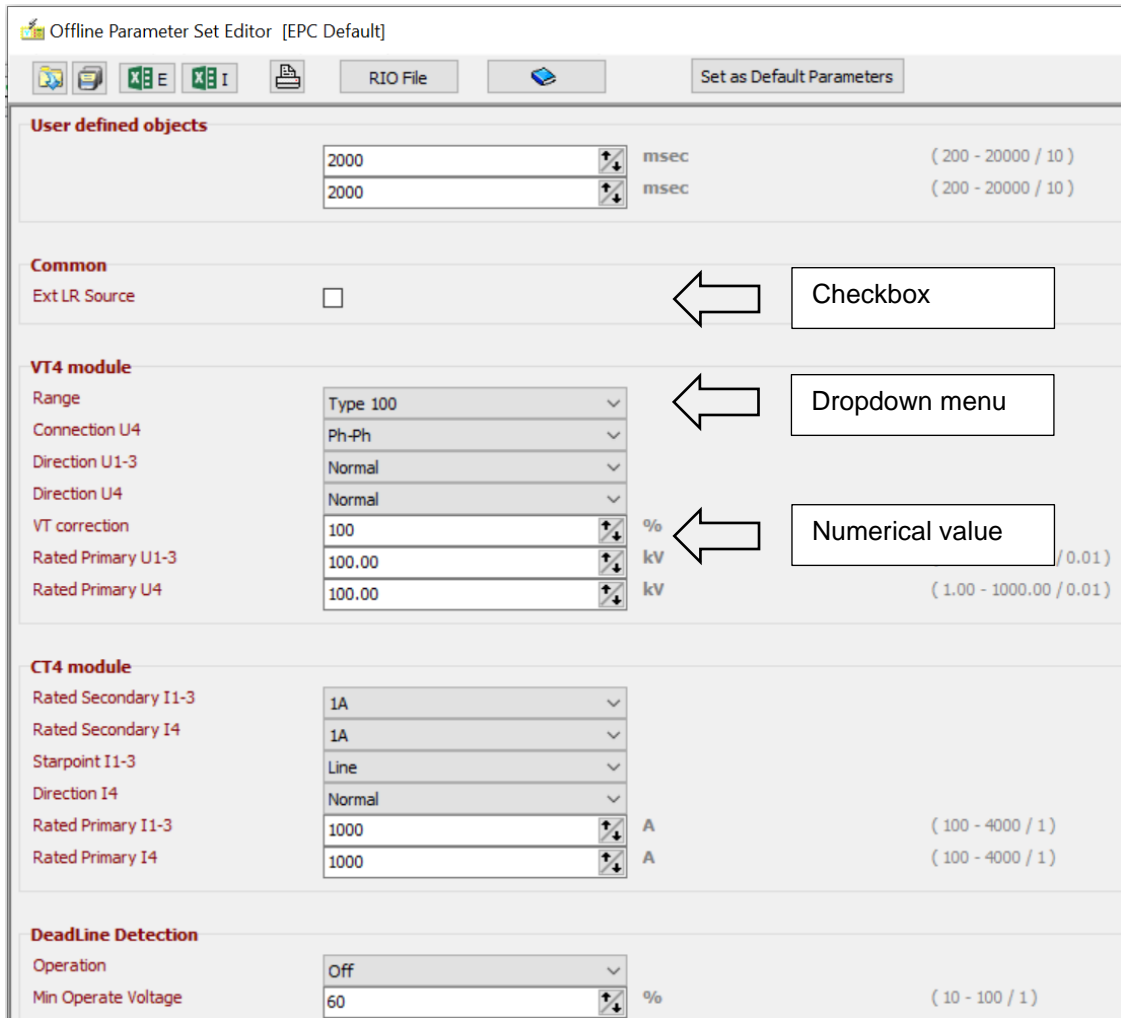 Offline Parameter Set Editor [EPC Default]
E I RIO File Set as Default Parameters
User defined objects
2000 msec ( 200 - 20000 / 10 )
2000 msec ( 200 - 20000 / 10 )
Common
Ext LR Source Checkbox
VT4 module
Range Type 100 Dropdown menu
Connection U4 Ph-Ph
Direction U1-3 Normal
Direction U4 Normal
VT correction 100 % Numerical value
Rated Primary U1-3 100.00 kV / 0.01 )
Rated Primary U4 100.00 kV ( 1.00 - 1000.00 / 0.01 )
CT4 module
Rated Secondary I1-3 1A
Rated Secondary I4 1A
Starpoint I1-3 Line
Direction I4 Normal
Rated Primary I1-3 1000 A ( 100 - 4000 / 1 )
Rated Primary I4 1000 A ( 100 - 4000 / 1 )
DeadLine Detection
Operation Off
Min Operate Voltage 60 % ( 10 - 100 / 1 )